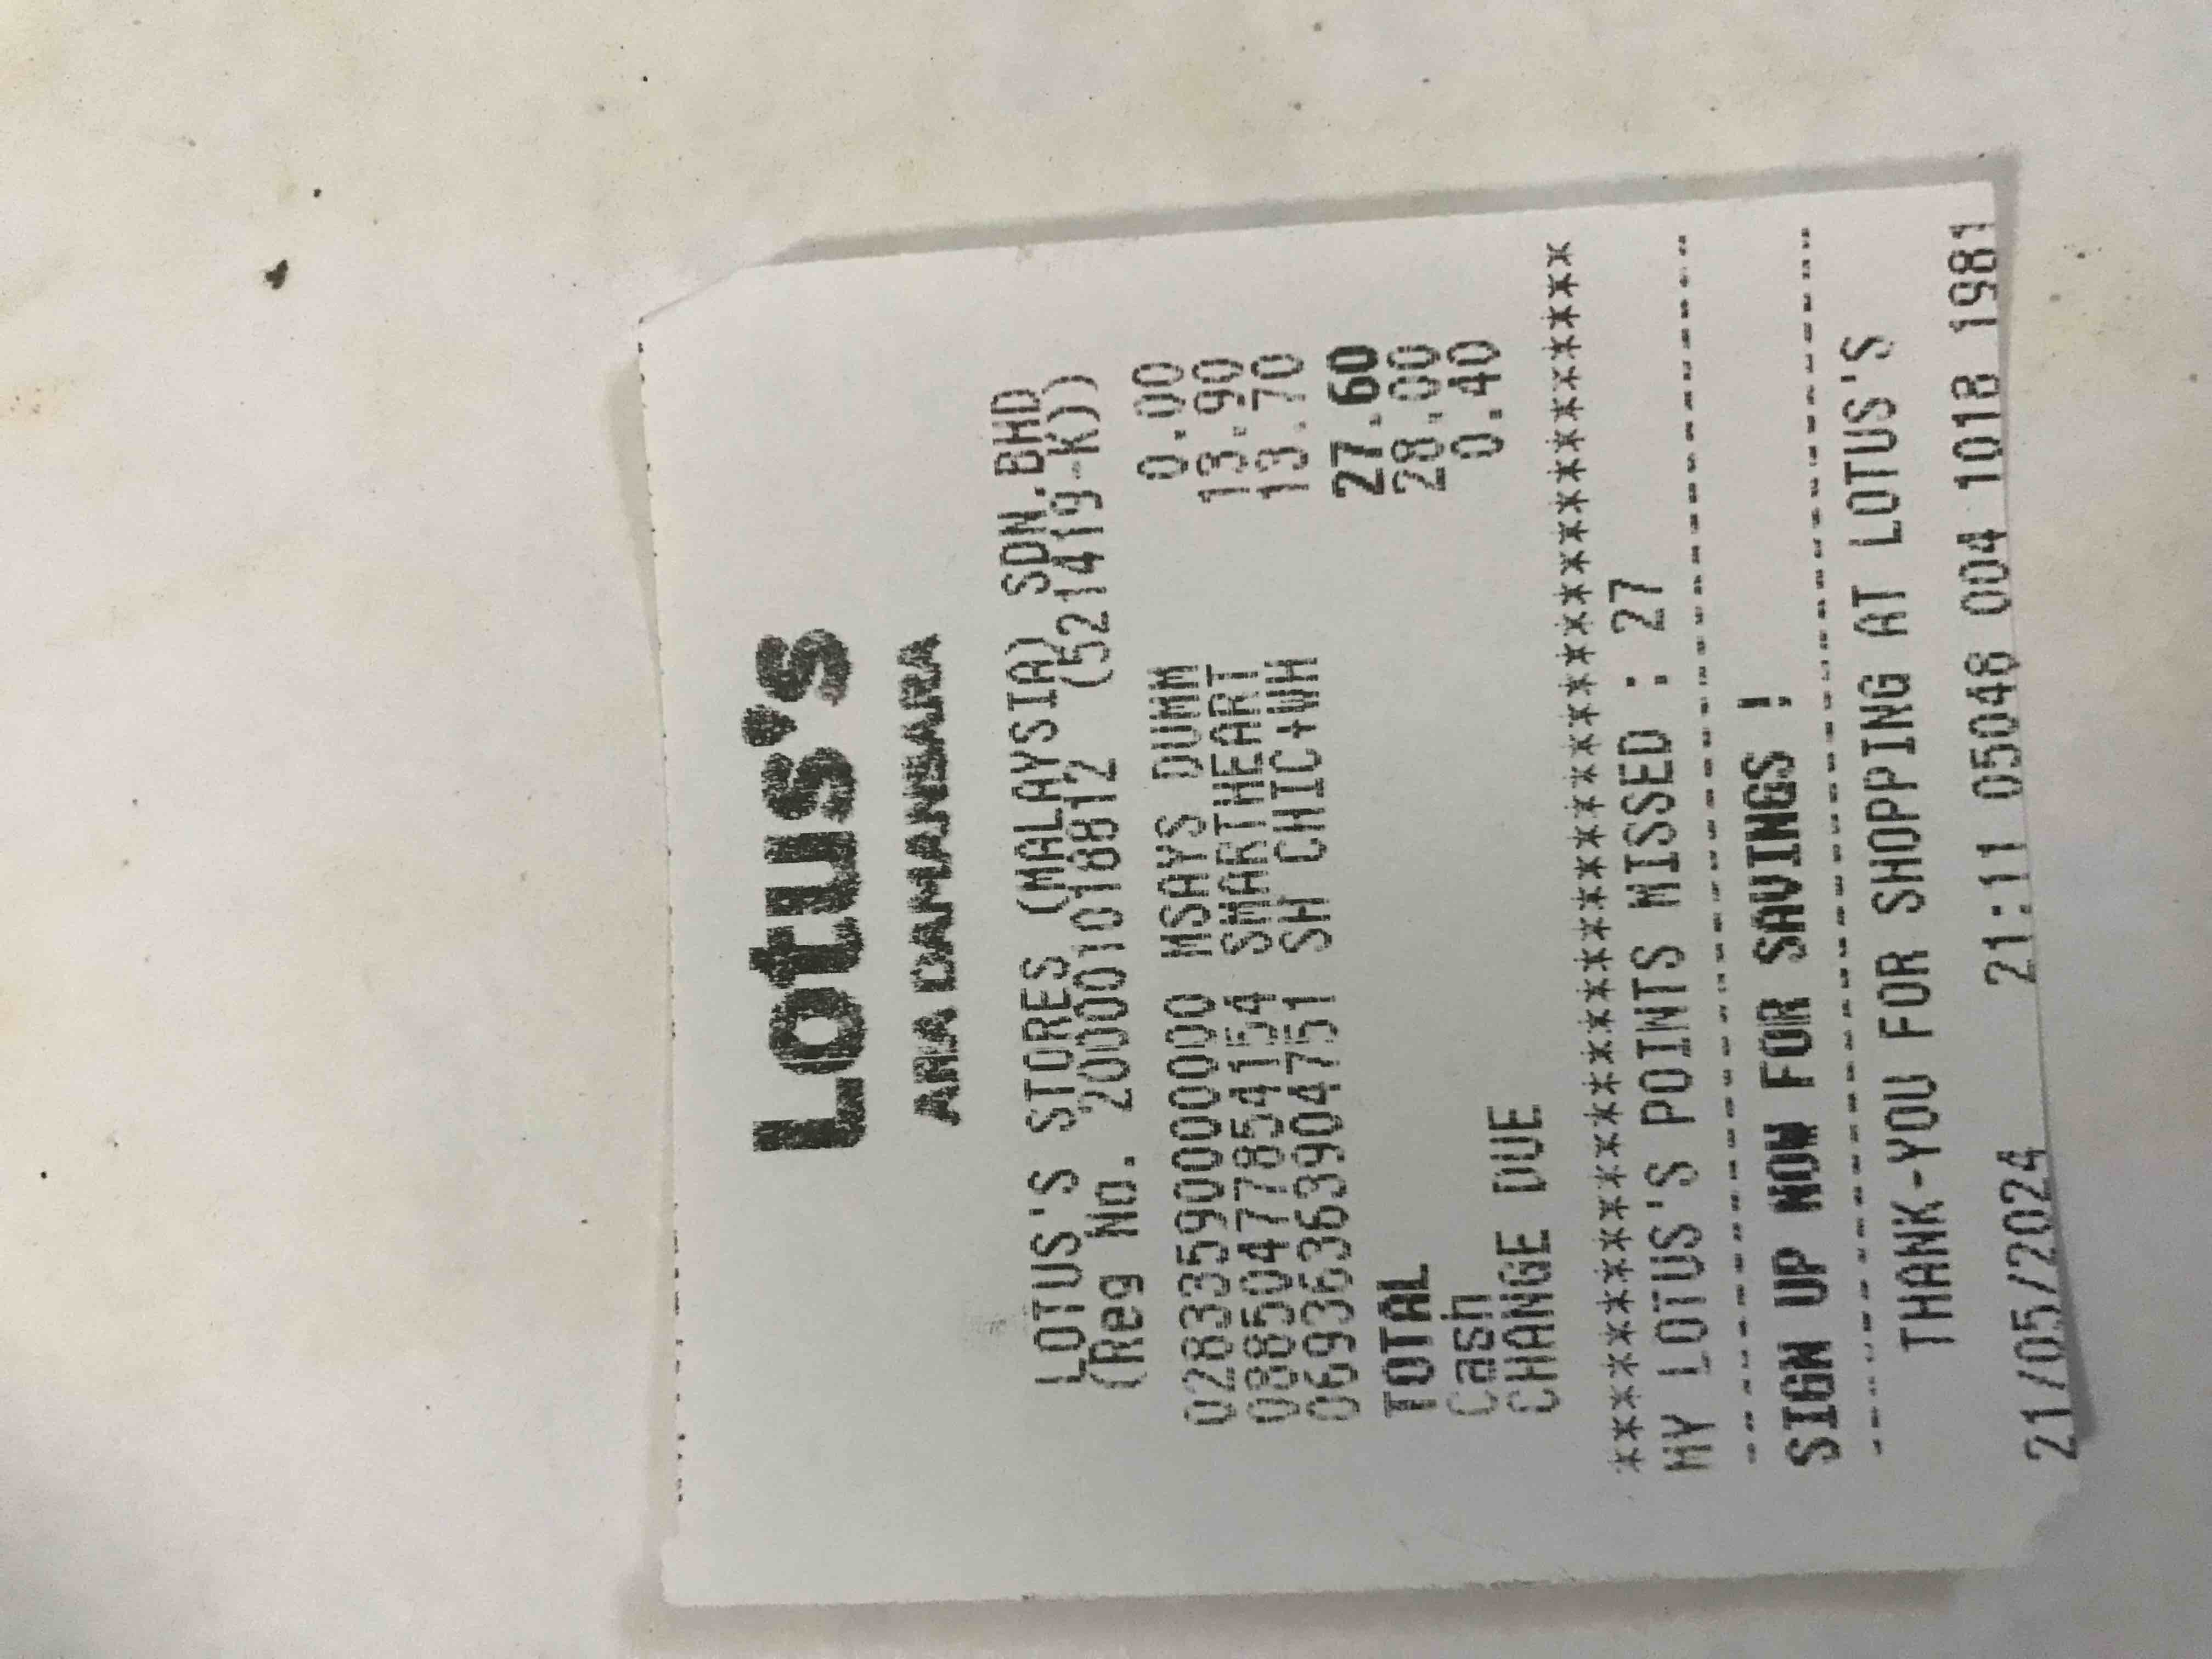 Lotus's
ARA DAMANSARA
LOTUS'S STORES (MALAYSIA) SDN.BHD
(Reg No. 200001018812 (521419-K))
0283359000000 MSAYS DUMM 0.00
08850477854154 SMARTHEART 13.90
06936363904751 SH CHIC+WH 13.70
TOTAL 27.60
Cash 28.00
CHANGE DUE 0.40
************************************
MY LOTUS'S POINTS MISSED : 27
------------------------------------
SIGN UP NOW FOR SAVINGS !
------------------------------------
THANK-YOU FOR SHOPPING AT LOTUS'S
21/05/2024 21:11 05048 004 1018 1981